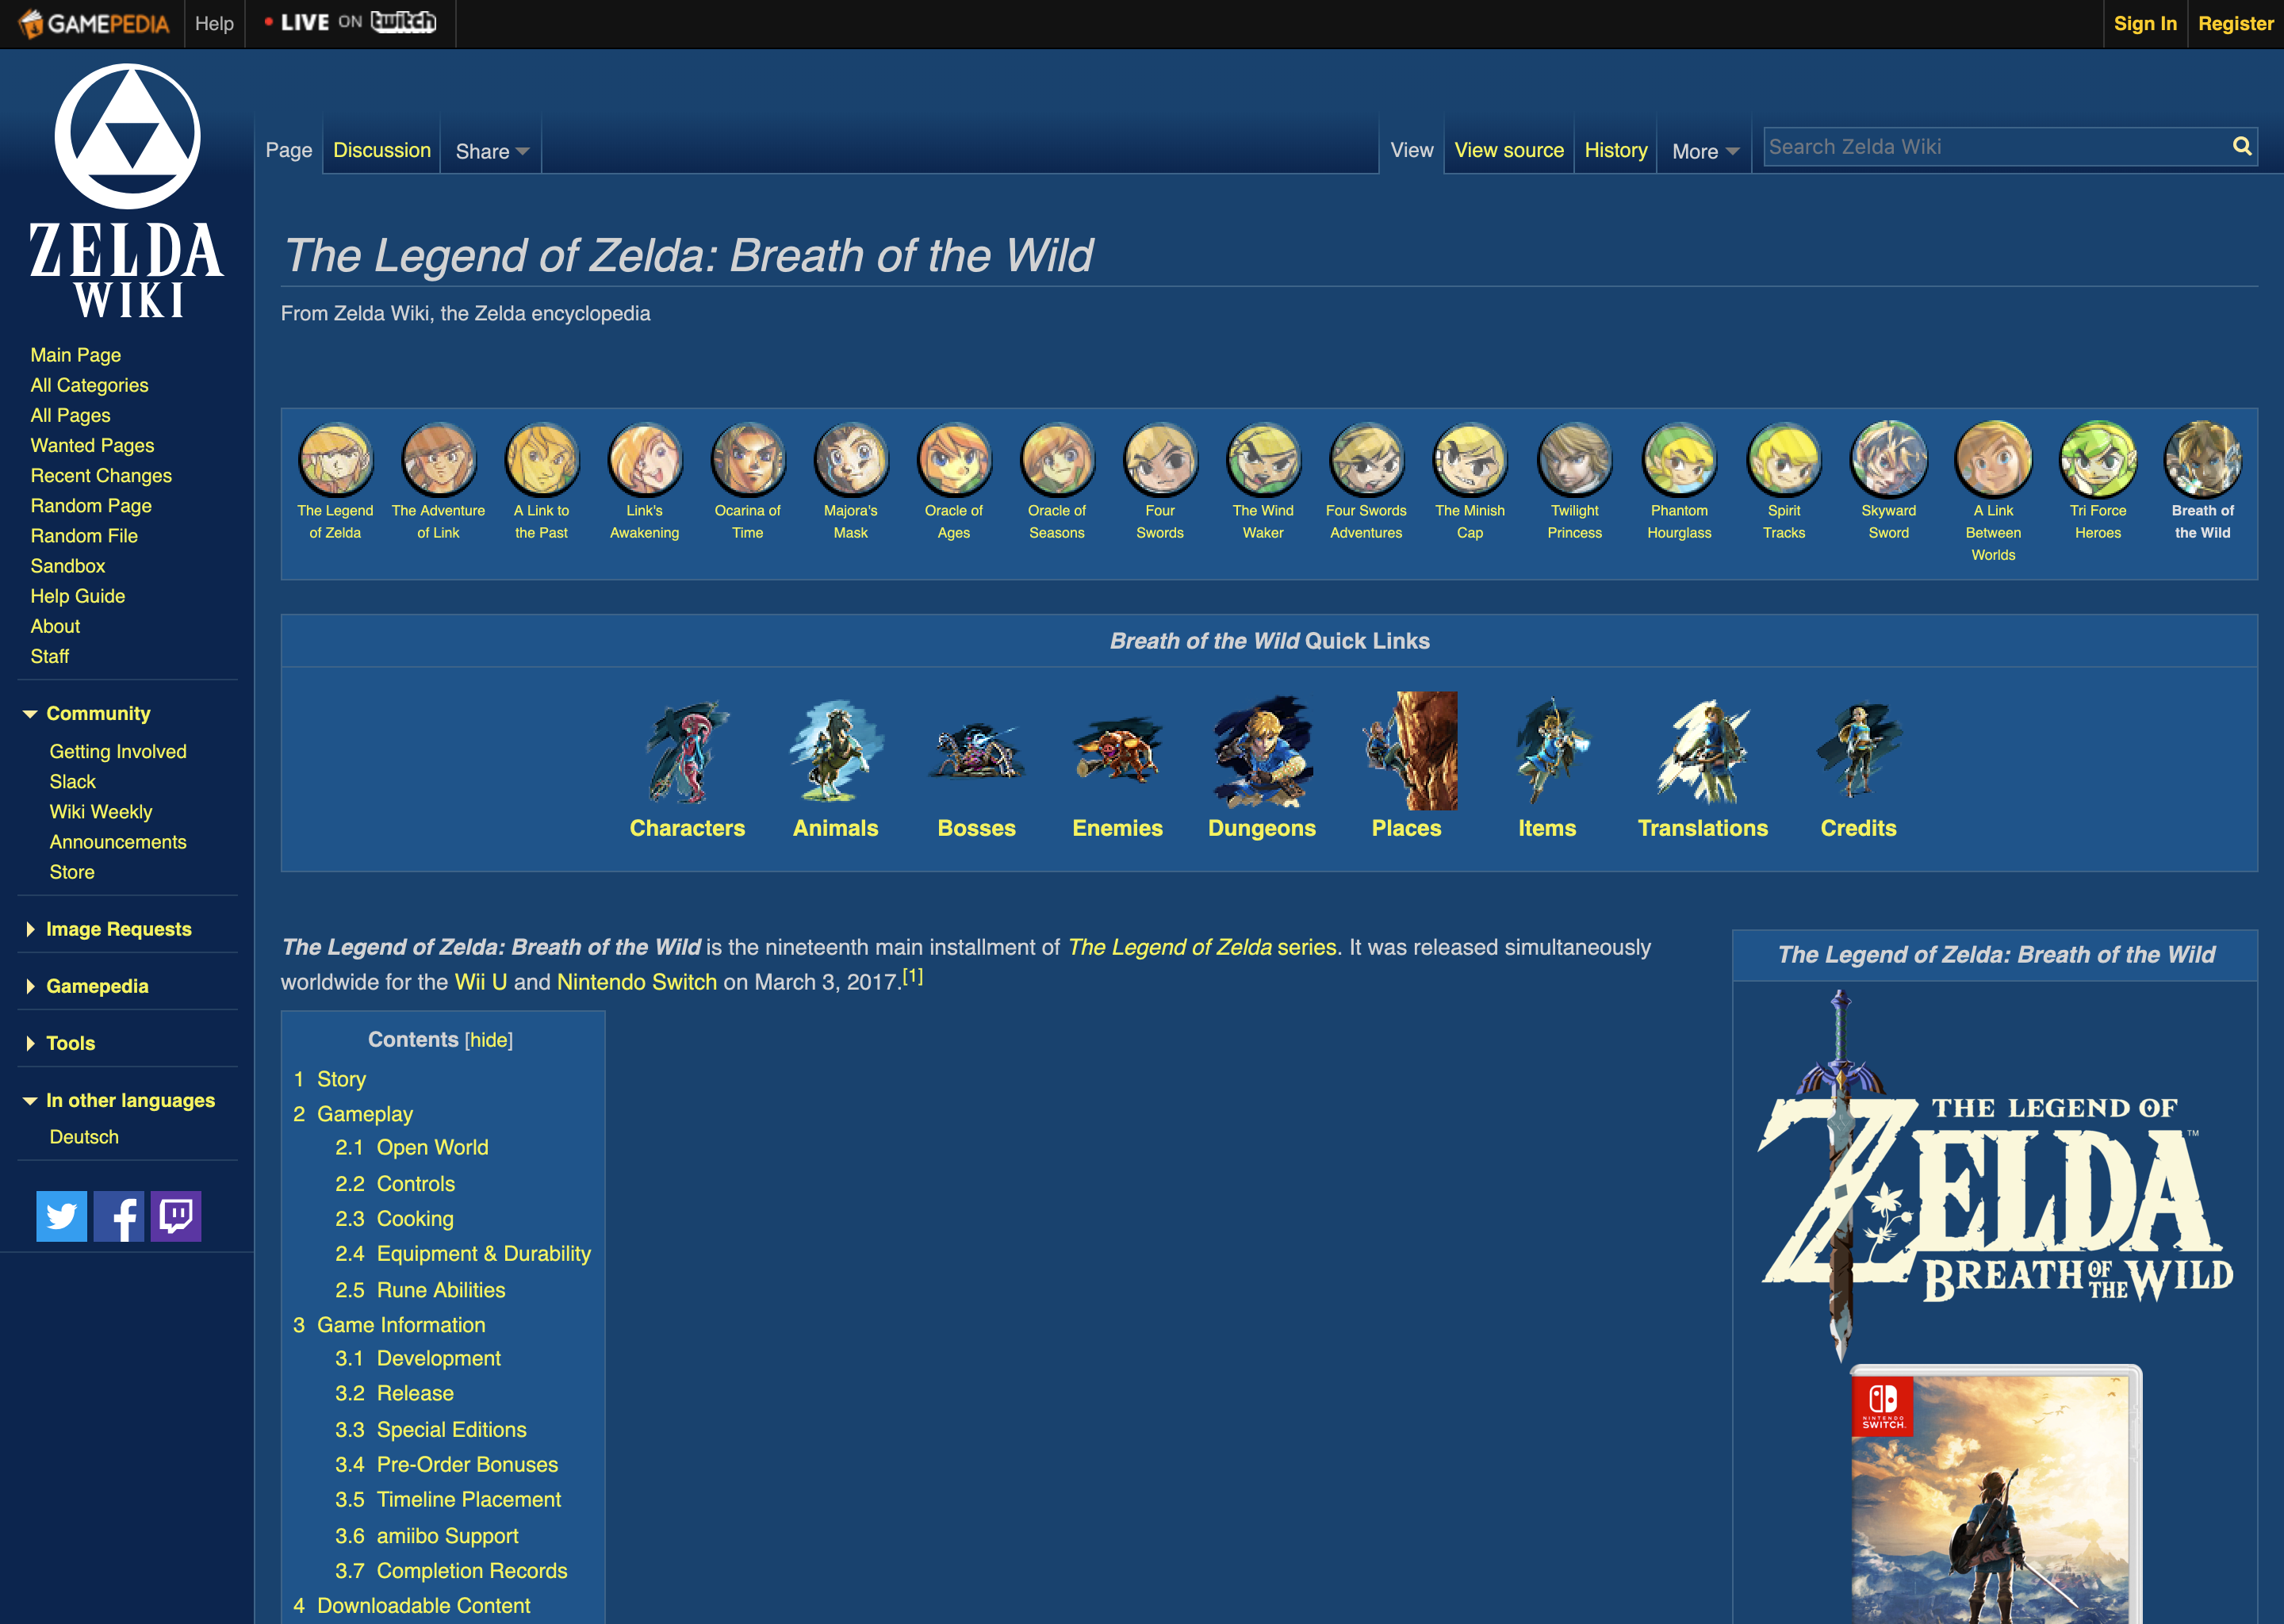 GAMEPEDIA
Help
LIVE ON twitch
Sign In
Register
ZELDA
WIKI
Page
Discussion
Share
View
View source
History
More
Search Zelda Wiki
The Legend of Zelda: Breath of the Wild
From Zelda Wiki, the Zelda encyclopedia
Main Page
All Categories
All Pages
Wanted Pages
Recent Changes
Random Page
Random File
Sandbox
Help Guide
About
Staff
Community
Getting Involved
Slack
Wiki Weekly
Announcements
Store
Image Requests
Gamepedia
Tools
In other languages
Deutsch
The Legend
of Zelda
The Adventure
of Link
A Link to
the Past
Link's
Awakening
Ocarina of
Time
Majora's
Mask
Oracle of
Ages
Oracle of
Seasons
Four
Swords
The Wind
Waker
Four Swords
Adventures
The Minish
Cap
Twilight
Princess
Phantom
Hourglass
Spirit
Tracks
Skyward
Sword
A Link
Between
Worlds
Tri Force
Heroes
Breath of
the Wild
Breath of the Wild Quick Links
Characters
Animals
Bosses
Enemies
Dungeons
Places
Items
Translations
Credits
The Legend of Zelda: Breath of the Wild is the nineteenth main installment of The Legend of Zelda series. It was released simultaneously
worldwide for the Wii U and Nintendo Switch on March 3, 2017.[1]
Contents [hide]
1 Story
2 Gameplay
2.1 Open World
2.2 Controls
2.3 Cooking
2.4 Equipment & Durability
2.5 Rune Abilities
3 Game Information
3.1 Development
3.2 Release
3.3 Special Editions
3.4 Pre-Order Bonuses
3.5 Timeline Placement
3.6 amiibo Support
3.7 Completion Records
4 Downloadable Content
The Legend of Zelda: Breath of the Wild
THE LEGEND OF
ZELDA™
BREATH OF THE WILD
NINTENDO
SWITCH